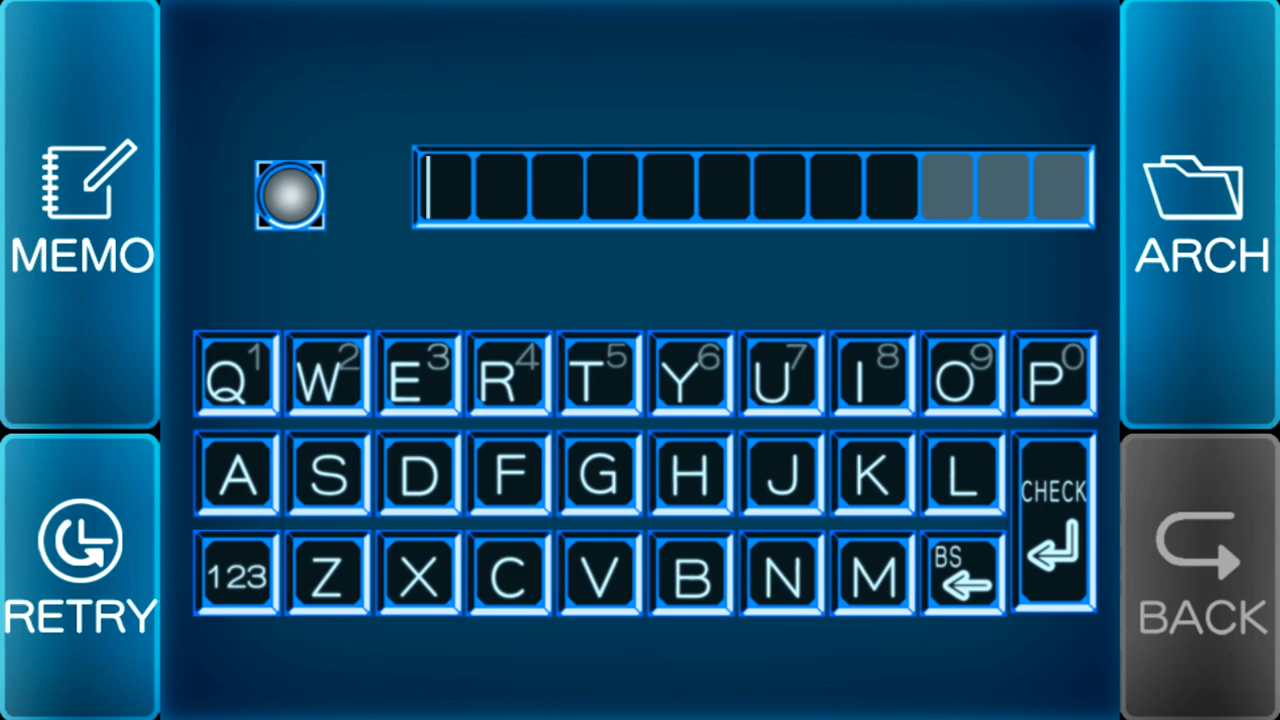 MEMO
ARCH
Q1 W2 E3 R4 T5 Y6 U7 I8 O9 P0
A S D F G H J K L CHECK
123 Z X C V B N M BS
RETRY
BACK